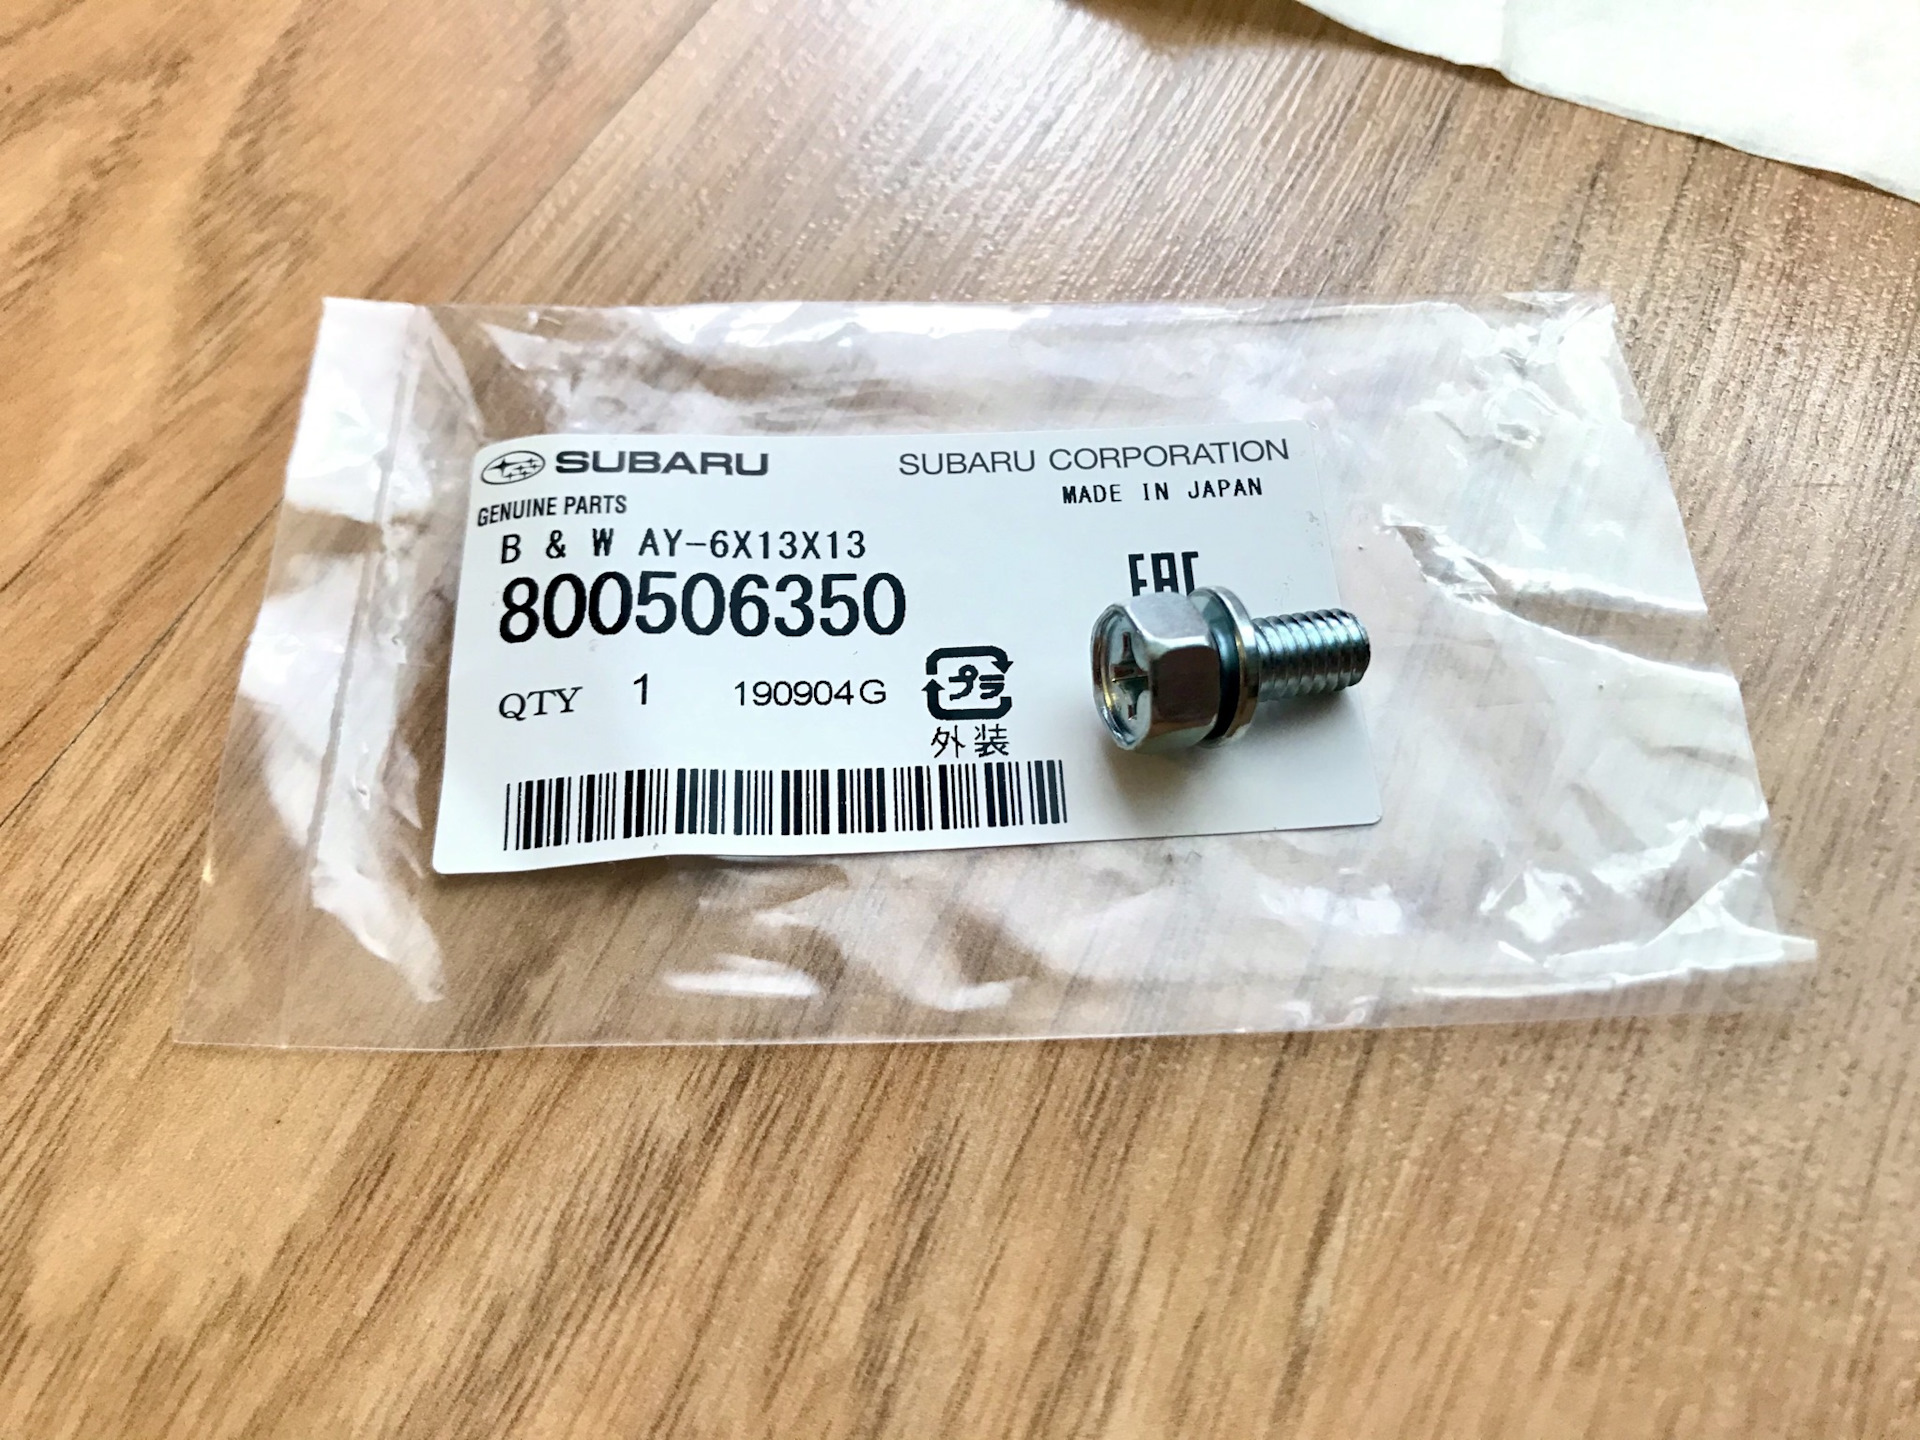 SUBARU SUBARU CORPORATION
GENUINE PARTS MADE IN JAPAN
B & W AY-6X13X13
EAC
800506350
QTY 1 190904G プラ
外装